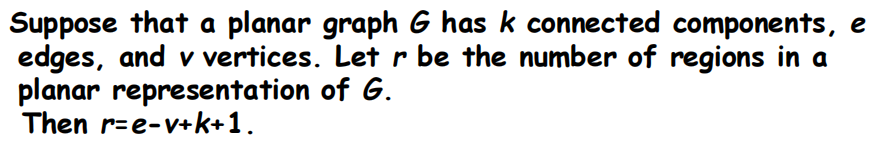 Suppose that a planar graph G has k connected components, e
edges, and v vertices. Let r be the number of regions in a
planar representation of G.
Then r=e-v+k+1.